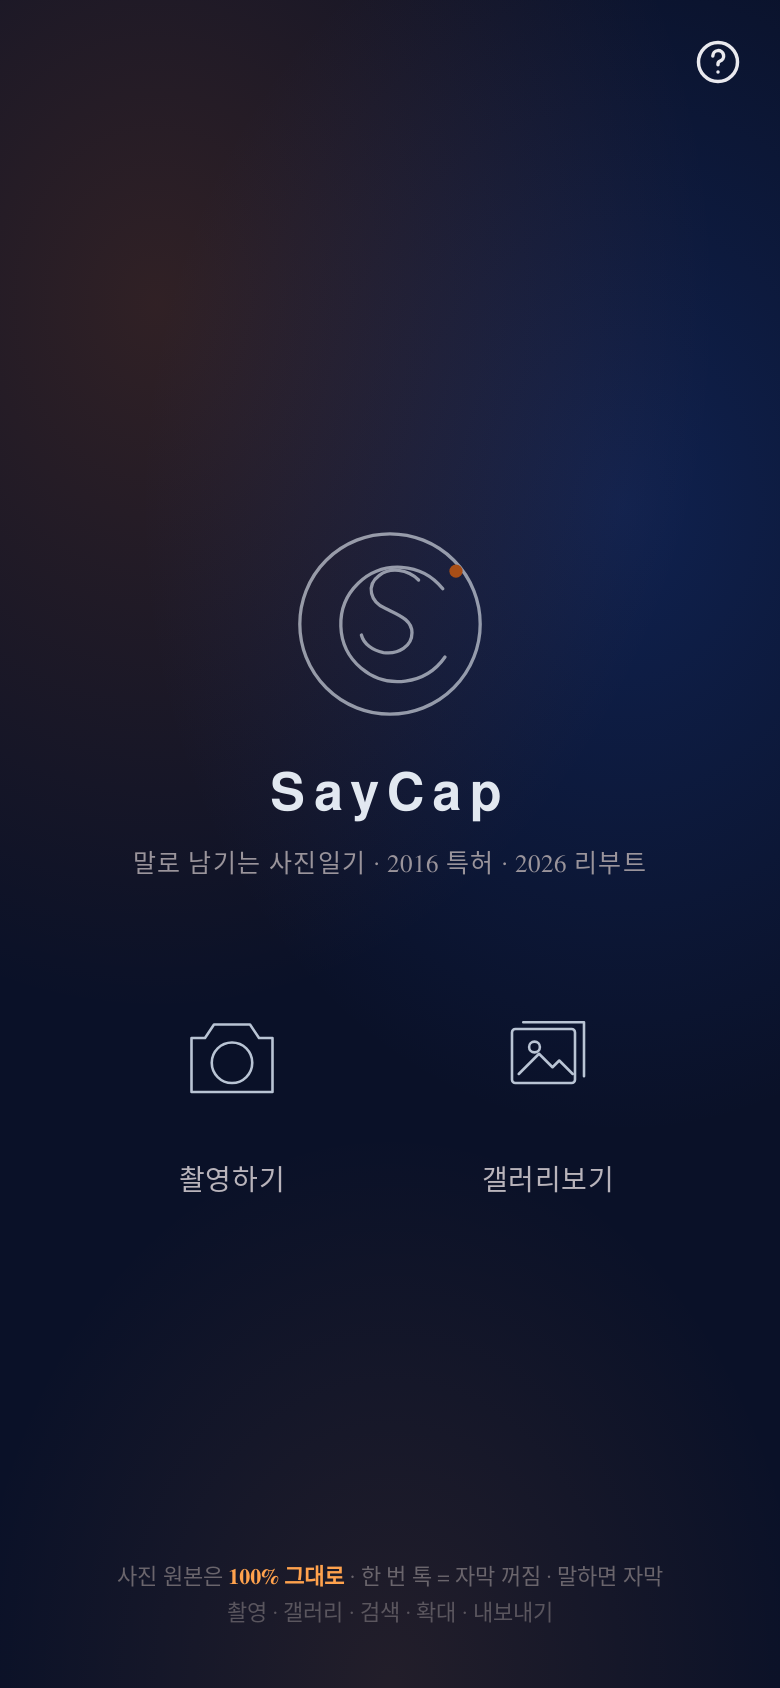 SayCap
말로 남기는 사진일기 · 2016 특허 · 2026 리부트
촬영하기
갤러리보기
사진 원본은 100% 그대로 · 한 번 톡 = 자막 꺼짐 · 말하면 자막
촬영 · 갤러리 · 검색 · 확대 · 내보내기